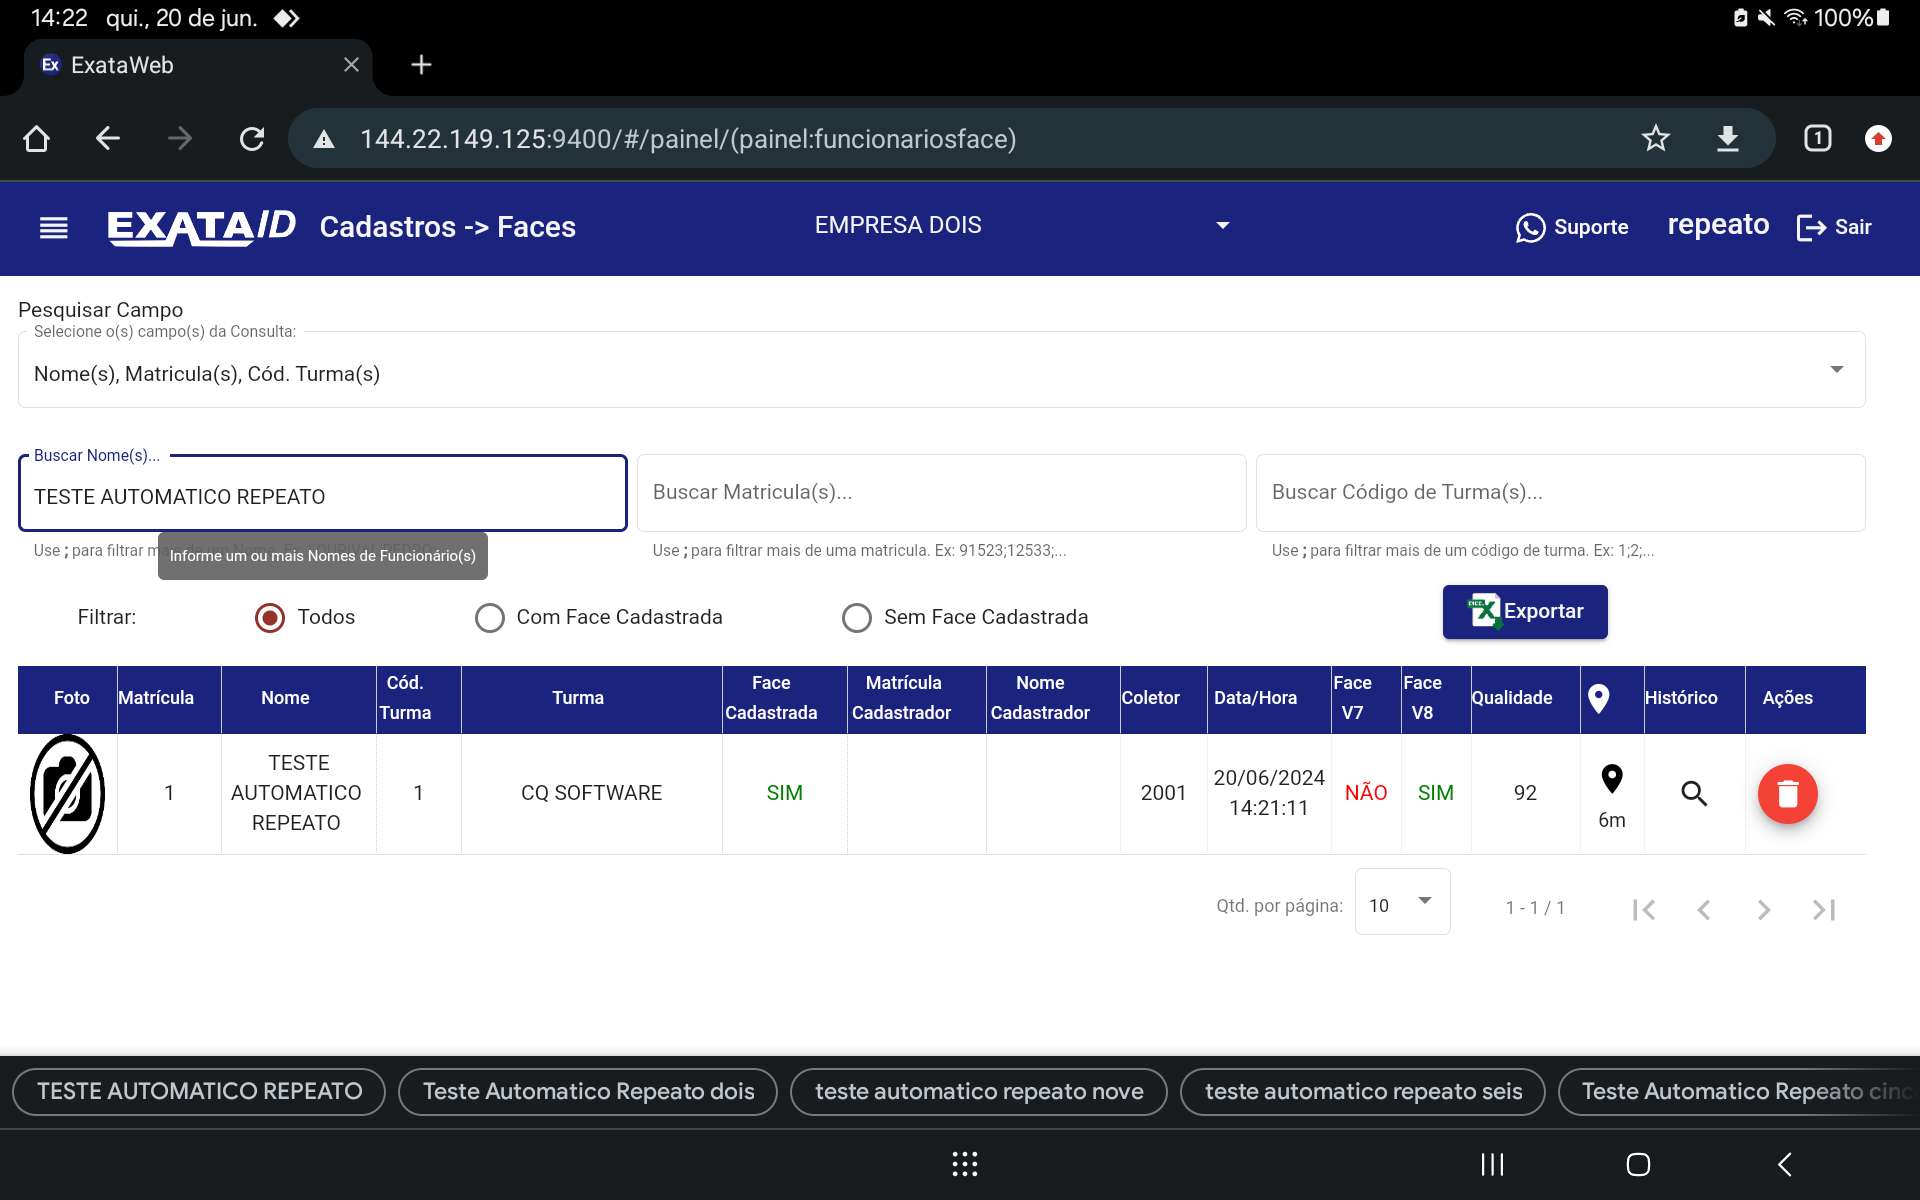 14:22 qui., 20 de jun. 100%
Ex ExataWeb
144.22.149.125:9400/#/painel/(painel:funcionariosface) 1
EXATA/ID Cadastros -> Faces EMPRESA DOIS Suporte repeato Sair
Pesquisar Campo
Selecione o(s) campo(s) da Consulta:
Nome(s), Matricula(s), Cód. Turma(s)
Buscar Nome(s)...
TESTE AUTOMATICO REPEATO Buscar Matricula(s)... Buscar Código de Turma(s)...
Use ; para filtrar m Use ; para filtrar mais de uma matricula. Ex: 91523;12533;... Use ; para filtrar mais de um código de turma. Ex: 1;2;...
Informe um ou mais Nomes de Funcionário(s)
Filtrar: Todos Com Face Cadastrada Sem Face Cadastrada Exportar
Foto Matrícula Nome Cód. Turma Turma Face Cadastrada Matrícula Cadastrador Nome Cadastrador Coletor Data/Hora Face V7 Face V8 Qualidade Histórico Ações
1 TESTE AUTOMATICO REPEATO 1 CQ SOFTWARE SIM 2001 20/06/2024 14:21:11 NÃO SIM 92 6m
Qtd. por página: 10 1 - 1 / 1
TESTE AUTOMATICO REPEATO Teste Automatico Repeato dois teste automatico repeato nove teste automatico repeato seis Teste Automatico Repeato cinc